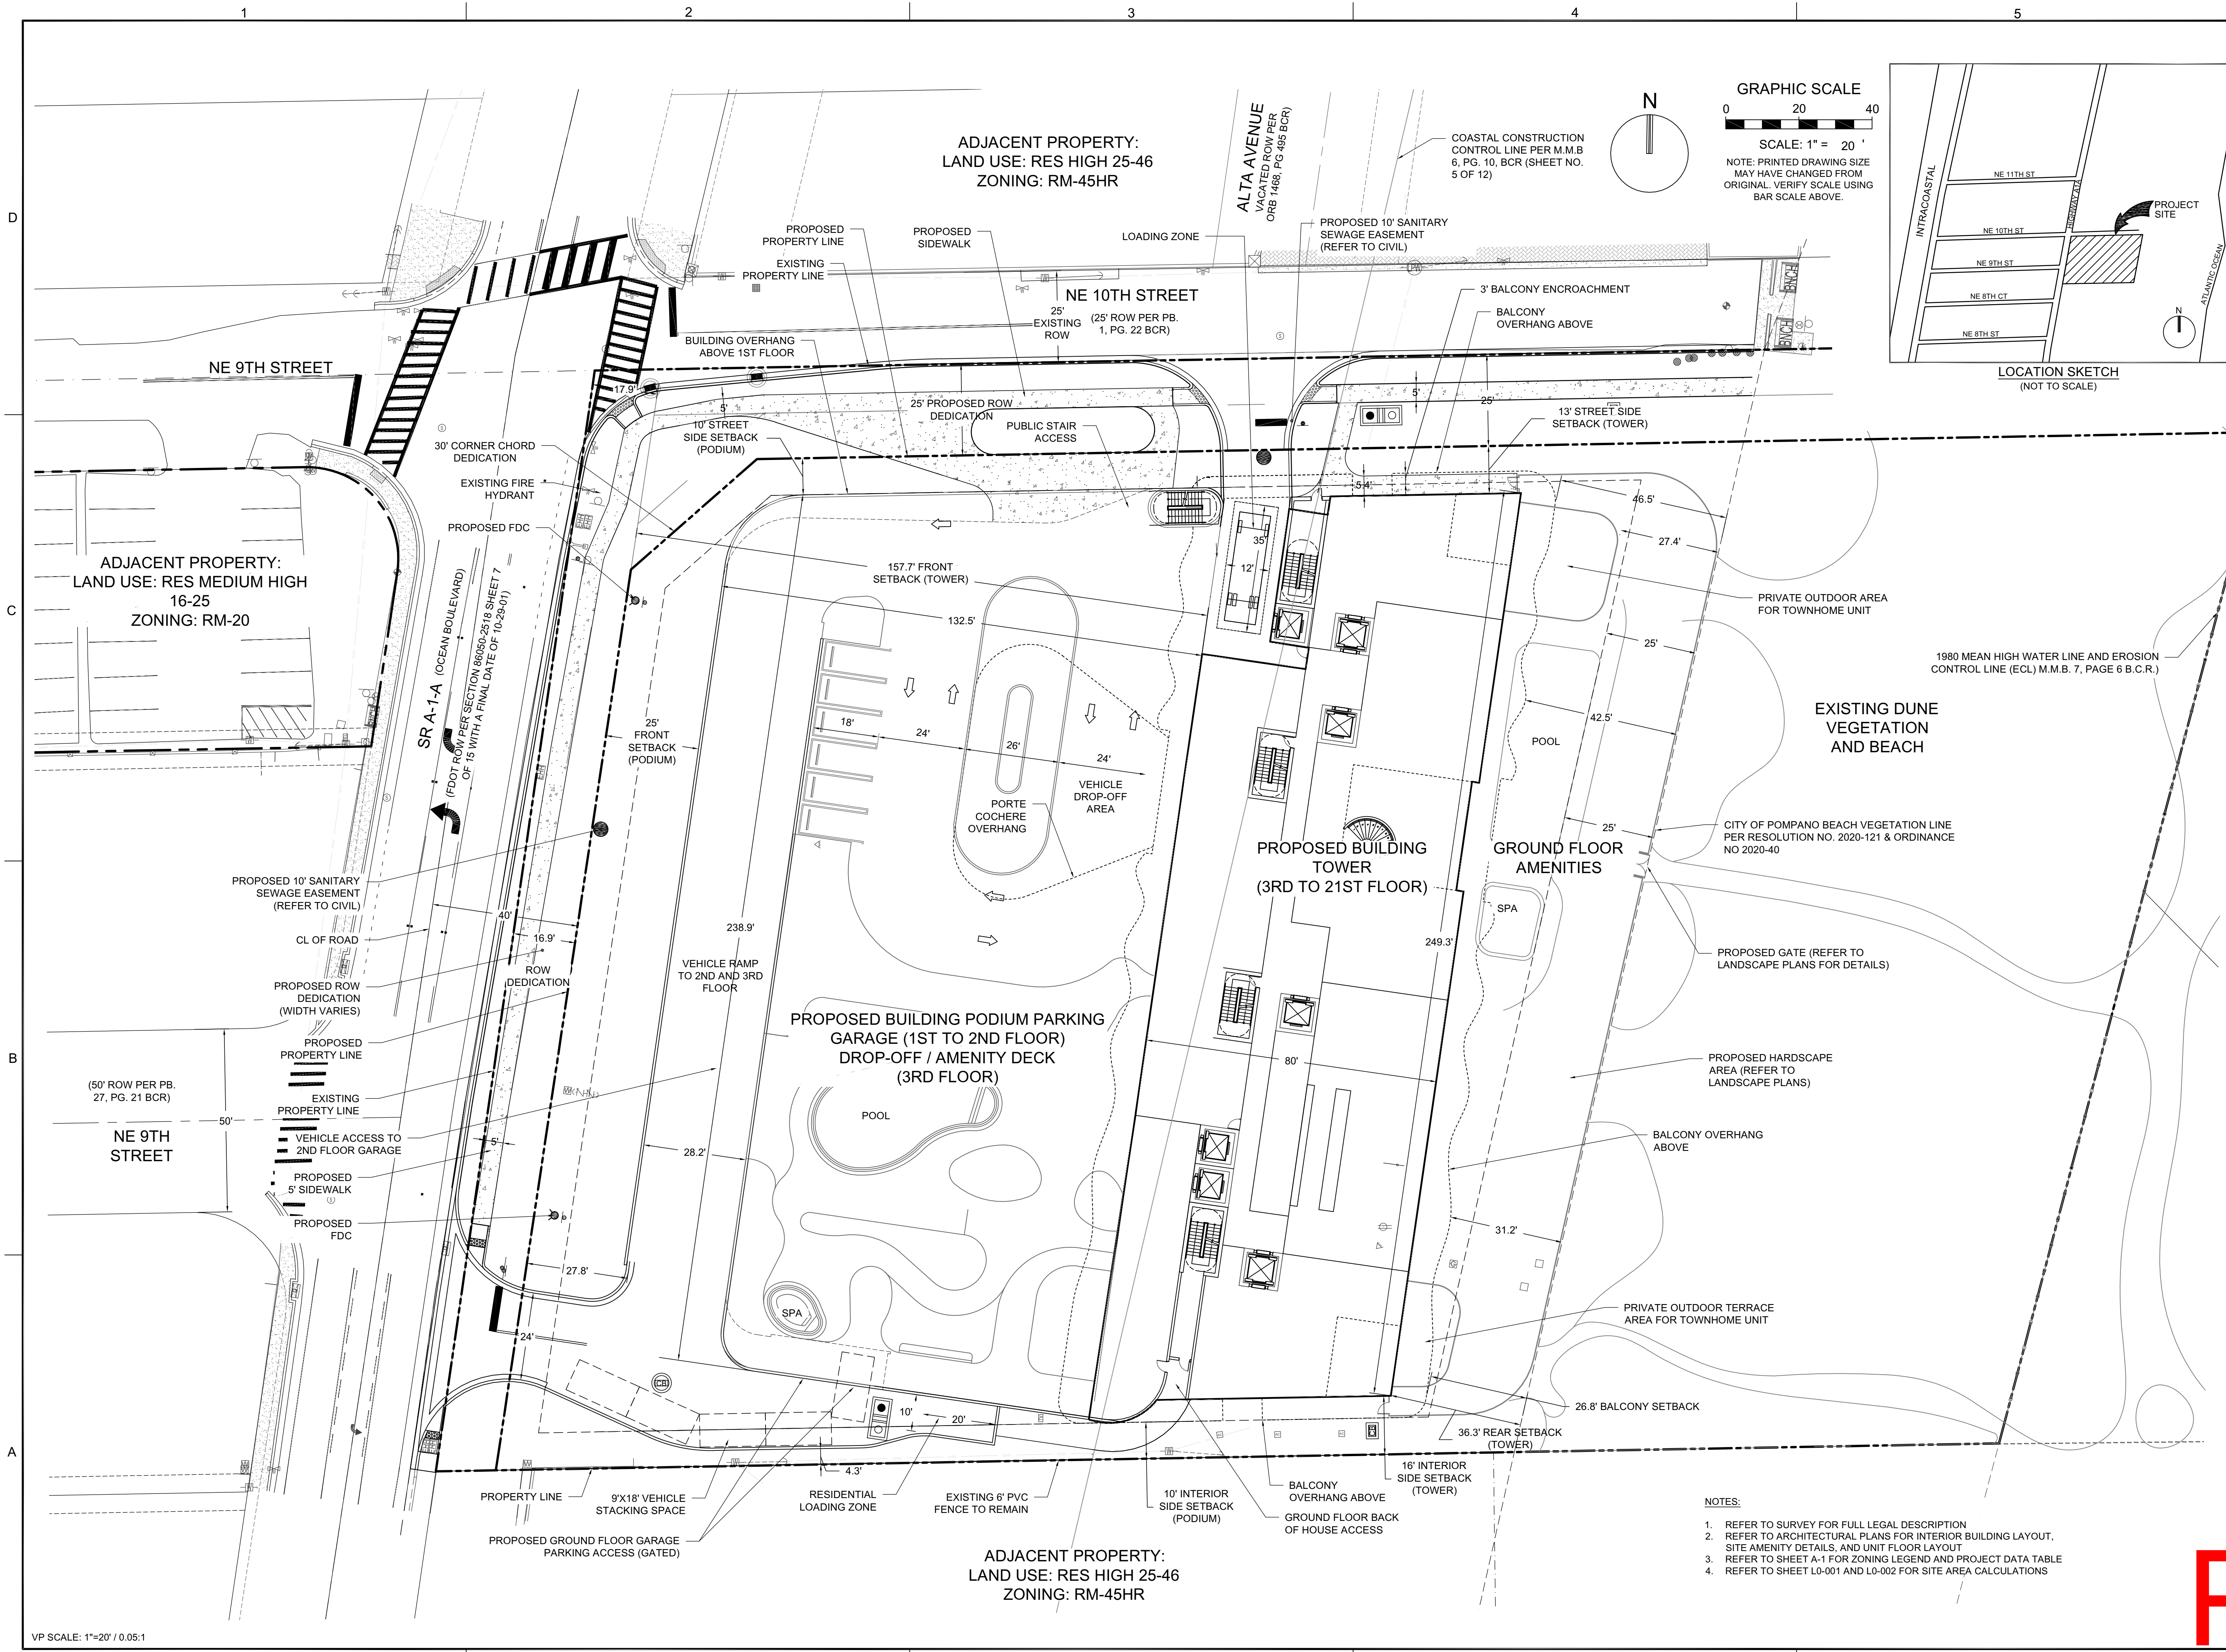 1
2
3
4
5
D
C
B
A
GRAPHIC SCALE
0
20
40
SCALE: 1" = 20 '
NOTE: PRINTED DRAWING SIZE
MAY HAVE CHANGED FROM
ORIGINAL. VERIFY SCALE USING
BAR SCALE ABOVE.
N
COASTAL CONSTRUCTION
CONTROL LINE PER M.M.B
6, PG. 10, BCR (SHEET NO.
5 OF 12)
INTRACOASTAL
NE 11TH ST
HIGHWAY A1A
PROJECT
SITE
NE 10TH ST
NE 9TH ST
NE 8TH CT
NE 8TH ST
ATLANTIC OCEAN
N
LOCATION SKETCH
(NOT TO SCALE)
ADJACENT PROPERTY:
LAND USE: RES HIGH 25-46
ZONING: RM-45HR
ALTA AVENUE
VACATED ROW PER
ORB 1468, PG 495 BCR)
PROPOSED
PROPERTY LINE
EXISTING
PROPERTY LINE
PROPOSED
SIDEWALK
LOADING ZONE
PROPOSED 10' SANITARY
SEWAGE EASEMENT
(REFER TO CIVIL)
NE 10TH STREET
(25' ROW PER PB.
1, PG. 22 BCR)
25'
EXISTING
ROW
3' BALCONY ENCROACHMENT
BALCONY
OVERHANG ABOVE
BNCH
BNCH
BUILDING OVERHANG
ABOVE 1ST FLOOR
NE 9TH STREET
17.9'
5'
25' PROPOSED ROW
DEDICATION
5'
25'
10' STREET
SIDE SETBACK
(PODIUM)
PUBLIC STAIR
ACCESS
13' STREET SIDE
SETBACK (TOWER)
30' CORNER CHORD
DEDICATION
EXISTING FIRE
HYDRANT
PROPOSED FDC
5.4'
46.5'
27.4'
35'
12'
157.7' FRONT
SETBACK (TOWER)
132.5'
PRIVATE OUTDOOR AREA
FOR TOWNHOME UNIT
25'
ADJACENT PROPERTY:
LAND USE: RES MEDIUM HIGH
16-25
ZONING: RM-20
SR A-1-A (OCEAN BOULEVARD)
(FDOT ROW PER SECTION 86050-2518 SHEET 7
OF 15 WITH A FINAL DATE OF 10-29-01)
1980 MEAN HIGH WATER LINE AND EROSION
CONTROL LINE (ECL) M.M.B. 7, PAGE 6 B.C.R.)
EXISTING DUNE
VEGETATION
AND BEACH
25'
FRONT
SETBACK
(PODIUM)
18'
24'
26'
24'
VEHICLE
DROP-OFF
AREA
PORTE
COCHERE
OVERHANG
42.5'
POOL
25'
CITY OF POMPANO BEACH VEGETATION LINE
PER RESOLUTION NO. 2020-121 & ORDINANCE
NO 2020-40
PROPOSED BUILDING
TOWER
(3RD TO 21ST FLOOR)
GROUND FLOOR
AMENITIES
SPA
PROPOSED 10' SANITARY
SEWAGE EASEMENT
(REFER TO CIVIL)
40'
CL OF ROAD
16.9'
238.9'
249.3'
VEHICLE RAMP
TO 2ND AND 3RD
FLOOR
ROW
DEDICATION
PROPOSED GATE (REFER TO
LANDSCAPE PLANS FOR DETAILS)
PROPOSED ROW
DEDICATION
(WIDTH VARIES)
PROPOSED
PROPERTY LINE
PROPOSED BUILDING PODIUM PARKING
GARAGE (1ST TO 2ND FLOOR)
DROP-OFF / AMENITY DECK
(3RD FLOOR)
80'
PROPOSED HARDSCAPE
AREA (REFER TO
LANDSCAPE PLANS)
(50' ROW PER PB.
27, PG. 21 BCR)
50'
NE 9TH
STREET
EXISTING
PROPERTY LINE
POOL
VEHICLE ACCESS TO
2ND FLOOR GARAGE
5'
28.2'
BALCONY OVERHANG
ABOVE
PROPOSED
5' SIDEWALK
PROPOSED
FDC
31.2'
27.8'
SPA
24'
PRIVATE OUTDOOR TERRACE
AREA FOR TOWNHOME UNIT
CB
10'
20'
26.8' BALCONY SETBACK
36.3' REAR SETBACK
(TOWER)
4.3'
PROPERTY LINE
9'X18' VEHICLE
STACKING SPACE
RESIDENTIAL
LOADING ZONE
EXISTING 6' PVC
FENCE TO REMAIN
10' INTERIOR
SIDE SETBACK
(PODIUM)
BALCONY
OVERHANG ABOVE
16' INTERIOR
SIDE SETBACK
(TOWER)
GROUND FLOOR BACK
OF HOUSE ACCESS
PROPOSED GROUND FLOOR GARAGE
PARKING ACCESS (GATED)
ADJACENT PROPERTY:
LAND USE: RES HIGH 25-46
ZONING: RM-45HR
NOTES:
1. REFER TO SURVEY FOR FULL LEGAL DESCRIPTION
2. REFER TO ARCHITECTURAL PLANS FOR INTERIOR BUILDING LAYOUT,
SITE AMENITY DETAILS, AND UNIT FLOOR LAYOUT
3. REFER TO SHEET A-1 FOR ZONING LEGEND AND PROJECT DATA TABLE
4. REFER TO SHEET L0-001 AND L0-002 FOR SITE AREA CALCULATIONS
VP SCALE: 1"=20' / 0.05:1